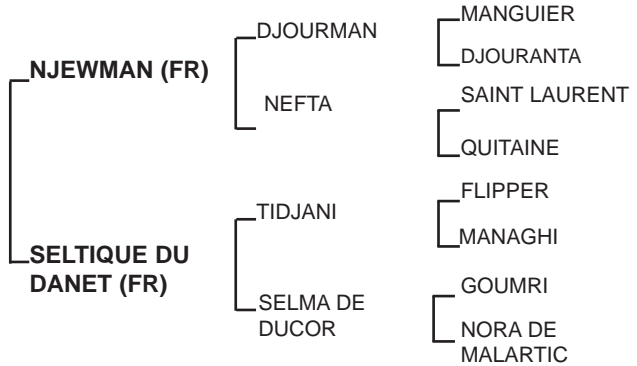 MANGUIER
DJOURMAN
DJOURANTA
NJEWMAN (FR)
SAINT LAURENT
NEFTA
QUITAINE
FLIPPER
TIDJANI
MANAGHI
SELTIQUE DU
DANET (FR)
GOUMRI
SELMA DE
DUCOR
NORA DE
MALARTIC